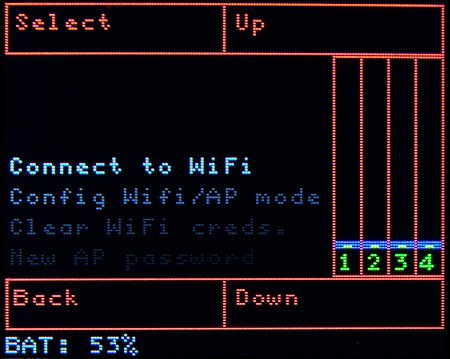 Select Up
Connect to WiFi
Config Wifi/AP mode
Clear WiFi creds.
New AP password
1 2 3 4
Back Down
BAT: 53%